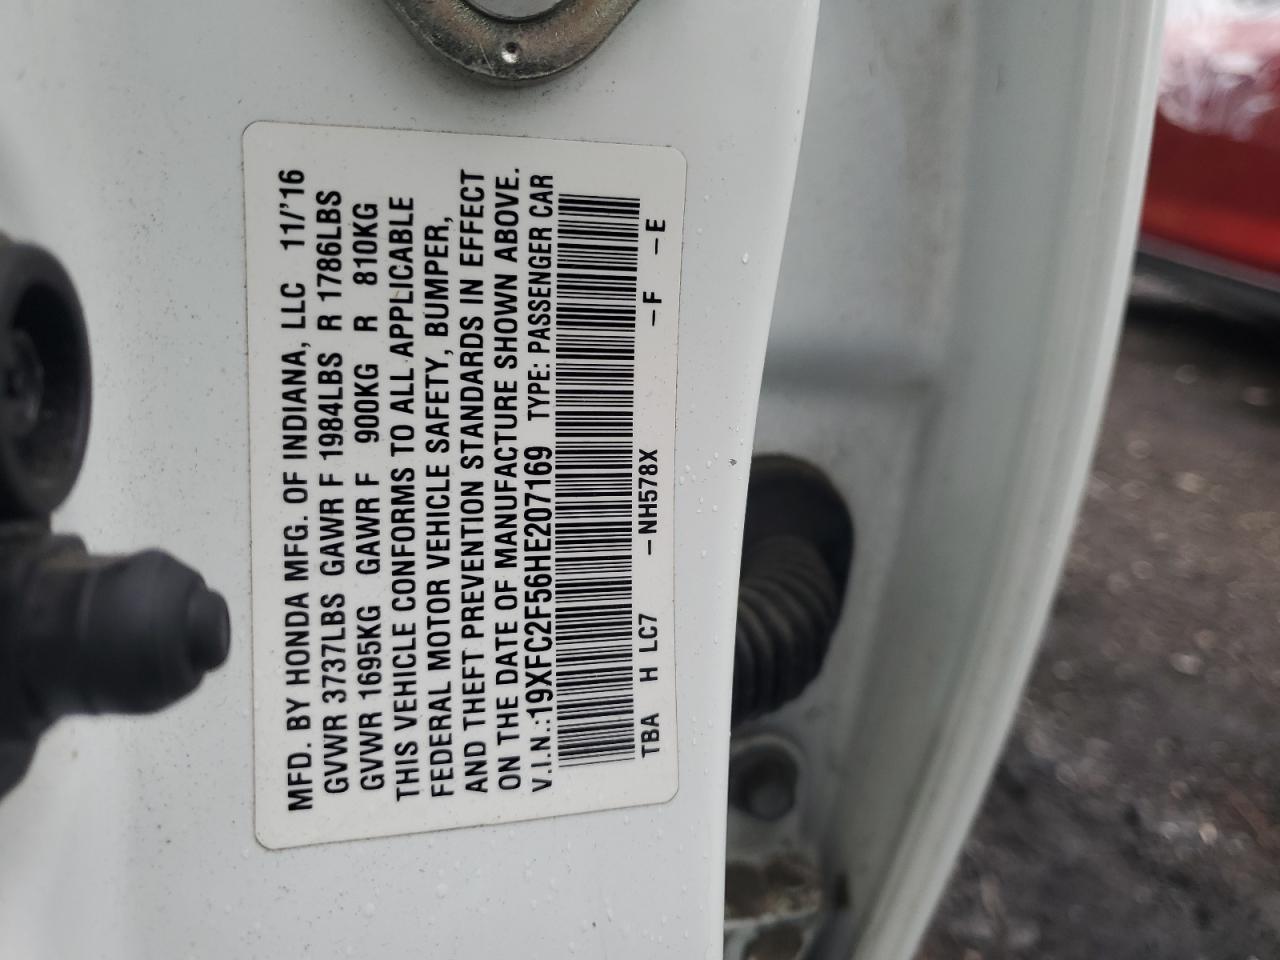 MFD. BY HONDA MFG. OF INDIANA, LLC 11/'16
GVWR 3737LBS GAWR F 1984LBS R 1786LBS
GVWR 1695KG GAWR F 900KG R 810KG
THIS VEHICLE CONFORMS TO ALL APPLICABLE
FEDERAL MOTOR VEHICLE SAFETY, BUMPER,
AND THEFT PREVENTION STANDARDS IN EFFECT
ON THE DATE OF MANUFACTURE SHOWN ABOVE.
V.I.N.:19XFC2F56HE207169 TYPE: PASSENGER CAR
TBA H LC7 –NH578X –F –E